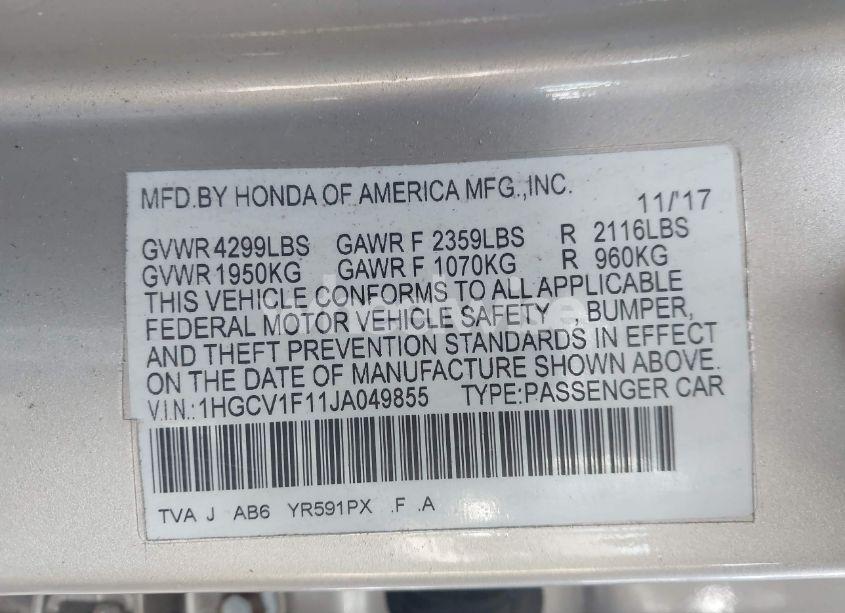 MFD.BY HONDA OF AMERICA MFG.,INC. 11/'17
GVWR 4299LBS GAWR F 2359LBS R 2116LBS
GVWR 1950KG GAWR F 1070KG R 960KG
THIS VEHICLE CONFORMS TO ALL APPLICABLE
FEDERAL MOTOR VEHICLE SAFETY , BUMPER,
AND THEFT PREVENTION STANDARDS IN EFFECT
ON THE DATE OF MANUFACTURE SHOWN ABOVE.
V.I.N.:1HGCV1F11JA049855 TYPE:PASSENGER CAR
TVA J AB6 YR591PX .F .A